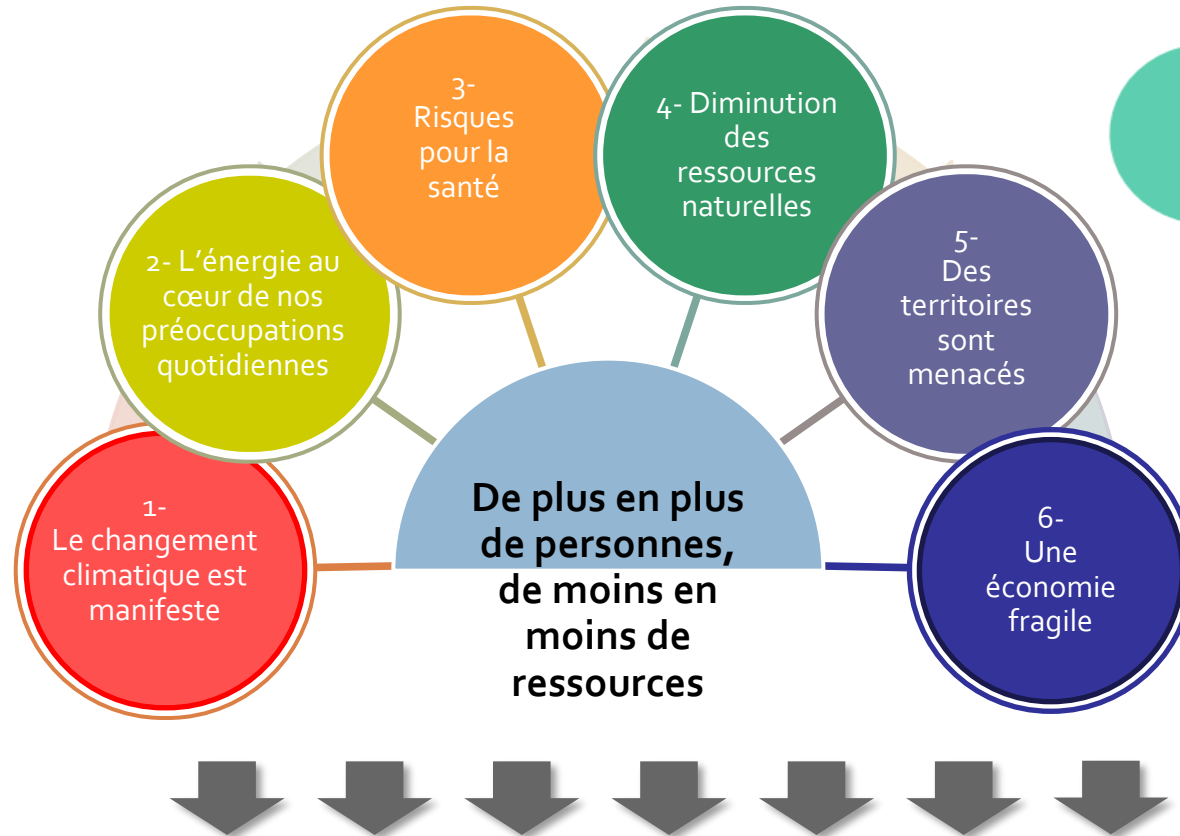 1-
Le changement
climatique est
manifeste
2- L'énergie au
cœur de nos
préoccupations
quotidiennes
3-
Risques
pour la
santé
4- Diminution
des
ressources
naturelles
5-
Des
territoires
sont
menacés
6-
Une
économie
fragile
De plus en plus
de personnes,
de moins en
moins de
ressources